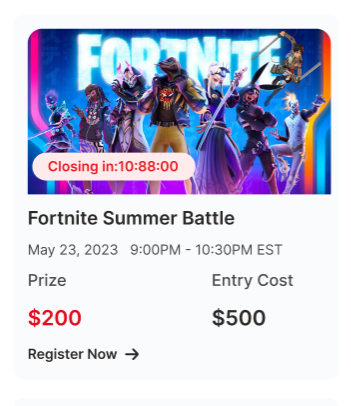 FORTNITE
Closing in:10:88:00
Fortnite Summer Battle
May 23, 2023 9:00PM - 10:30PM EST
Prize Entry Cost
$200 $500
Register Now →